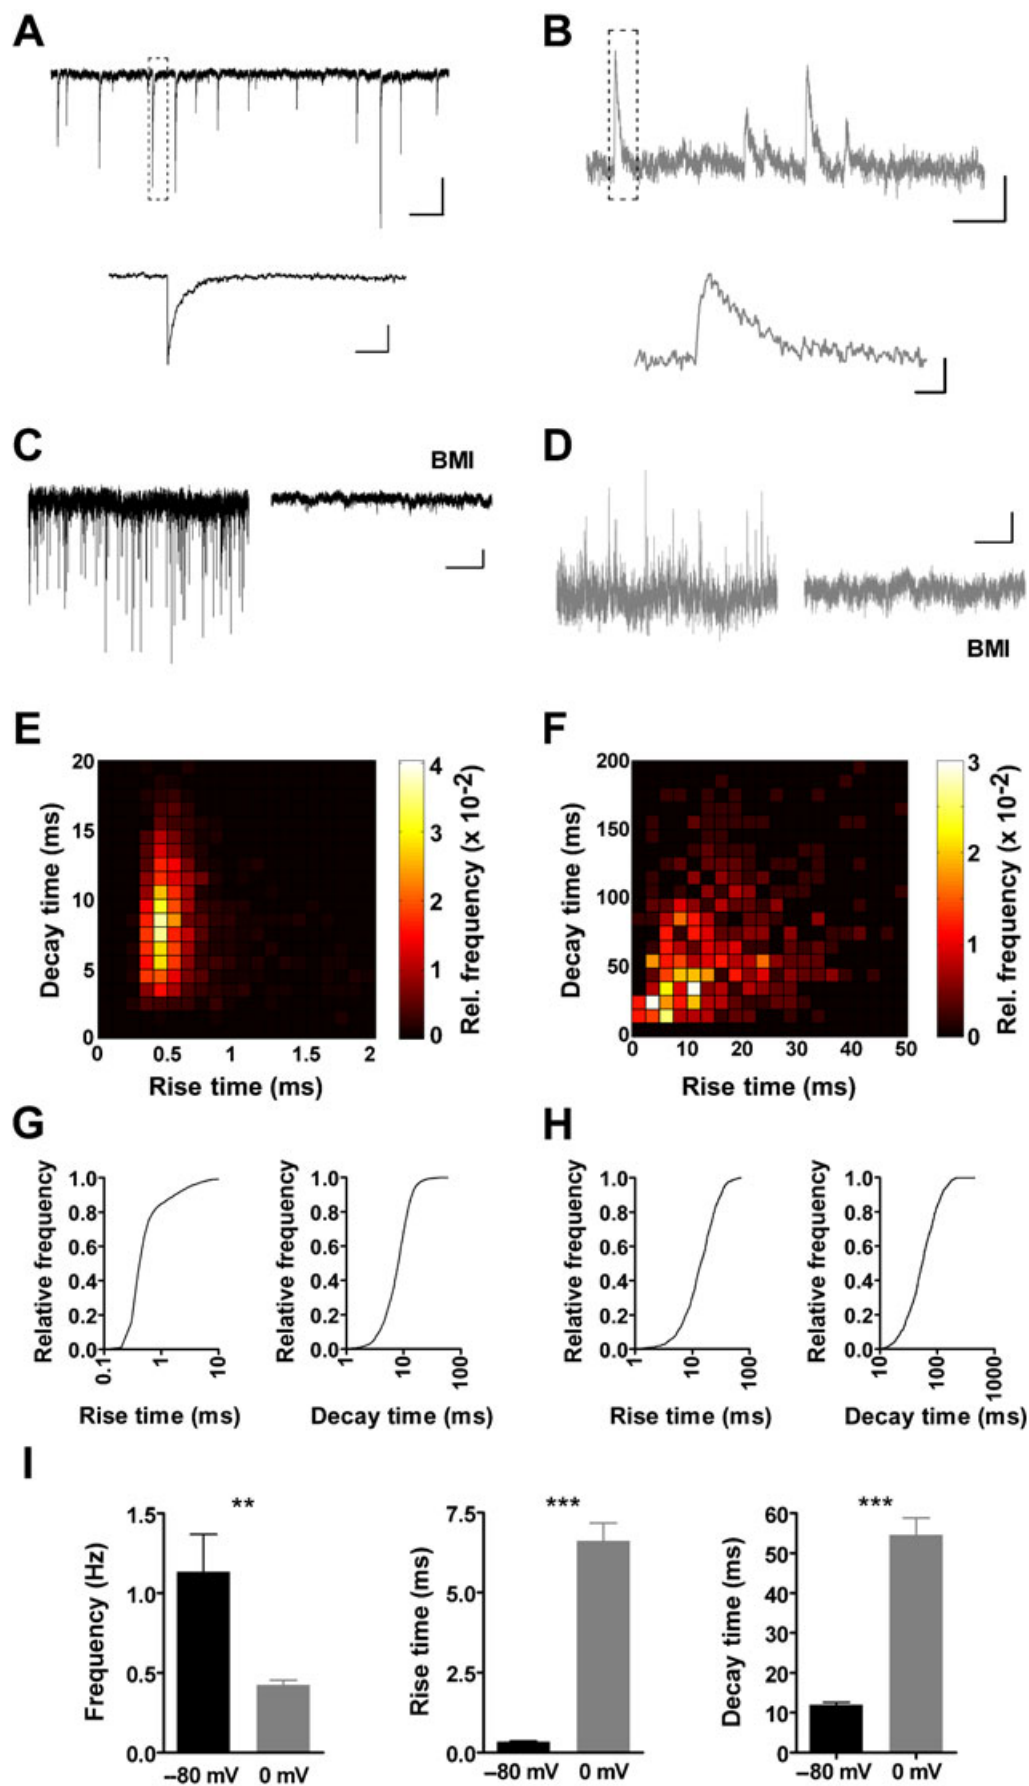 A
B
C
BMI
D
BMI
E
20
15
10
5
0
0
0.5
1
1.5
2
Decay time (ms)
Rise time (ms)
4
3
2
1
0
Rel. frequency (x 10-2)
F
200
150
100
50
0
0
10
20
30
40
50
Decay time (ms)
Rise time (ms)
3
2
1
0
Rel. frequency (x 10-2)
G
1.0
0.8
0.6
0.4
0.2
0.0
0.1
1
10
Relative frequency
Rise time (ms)
1.0
0.8
0.6
0.4
0.2
0.0
1
10
100
Relative frequency
Decay time (ms)
H
1.0
0.8
0.6
0.4
0.2
0.0
1
10
100
Relative frequency
Rise time (ms)
1.0
0.8
0.6
0.4
0.2
0.0
10
100
1000
Relative frequency
Decay time (ms)
I
**
1.5
1.0
0.5
0.0
Frequency (Hz)
–80 mV
0 mV
***
7.5
5.0
2.5
0.0
Rise time (ms)
–80 mV
0 mV
***
60
50
40
30
20
10
0
Decay time (ms)
–80 mV
0 mV